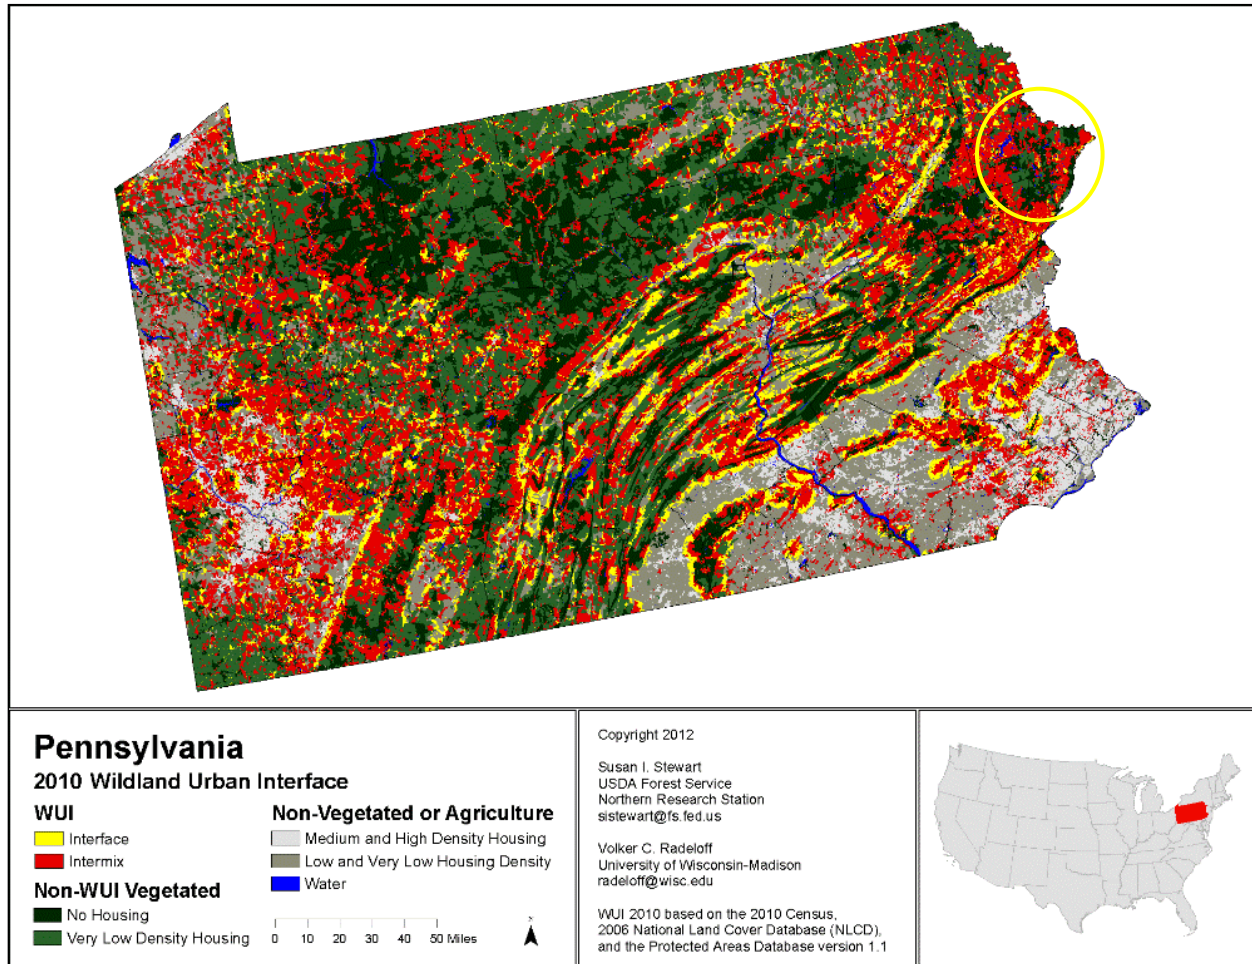 Pennsylvania
2010 Wildland Urban Interface
WUI
Interface
Intermix
Non-WUI Vegetated
No Housing
Very Low Density Housing
Non-Vegetated or Agriculture
Medium and High Density Housing
Low and Very Low Housing Density
Water
0 10 20 30 40 50 Miles
Copyright 2012
Susan I. Stewart
USDA Forest Service
Northern Research Station
sistewart@fs.fed.us
Volker C. Radeloff
University of Wisconsin-Madison
radeloff@wisc.edu
WUI 2010 based on the 2010 Census,
2006 National Land Cover Database (NLCD),
and the Protected Areas Database version 1.1